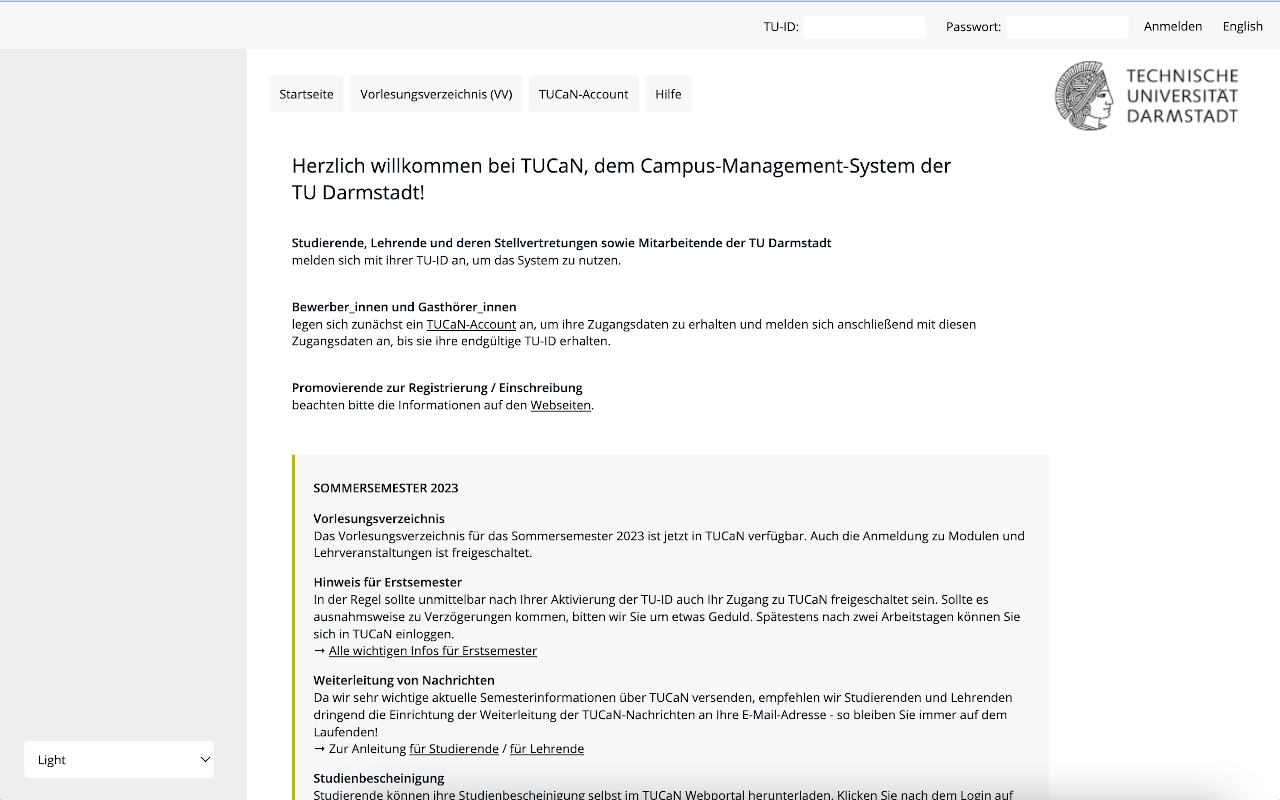 TU-ID:
Passwort:
Anmelden
English
Startseite
Vorlesungsverzeichnis (VV)
TUCaN-Account
Hilfe
TECHNISCHE
UNIVERSITÄT
DARMSTADT
Herzlich willkommen bei TUCaN, dem Campus-Management-System der
TU Darmstadt!
Studierende, Lehrende und deren Stellvertretungen sowie Mitarbeitende der TU Darmstadt
melden sich mit ihrer TU-ID an, um das System zu nutzen.
Bewerber_innen und Gasthörer_innen
legen sich zunächst ein TUCaN-Account an, um ihre Zugangsdaten zu erhalten und melden sich anschließend mit diesen
Zugangsdaten an, bis sie ihre endgültige TU-ID erhalten.
Promovierende zur Registrierung / Einschreibung
beachten bitte die Informationen auf den Webseiten.
SOMMERSEMESTER 2023
Vorlesungsverzeichnis
Das Vorlesungsverzeichnis für das Sommersemester 2023 ist jetzt in TUCaN verfügbar. Auch die Anmeldung zu Modulen und
Lehrveranstaltungen ist freigeschaltet.
Hinweis für Erstsemester
In der Regel sollte unmittelbar nach Ihrer Aktivierung der TU-ID auch Ihr Zugang zu TUCaN freigeschaltet sein. Sollte es
ausnahmsweise zu Verzögerungen kommen, bitten wir Sie um etwas Geduld. Spätestens nach zwei Arbeitstagen können Sie
sich in TUCaN einloggen.
→ Alle wichtigen Infos für Erstsemester
Weiterleitung von Nachrichten
Da wir sehr wichtige aktuelle Semesterinformationen über TUCaN versenden, empfehlen wir Studierenden und Lehrenden
dringend die Einrichtung der Weiterleitung der TUCaN-Nachrichten an Ihre E-Mail-Adresse - so bleiben Sie immer auf dem
Laufenden!
→ Zur Anleitung für Studierende / für Lehrende
Studienbescheinigung
Studierende können ihre Studienbescheinigung selbst im TUCaN Webportal herunterladen. Klicken Sie nach dem Login auf
Light